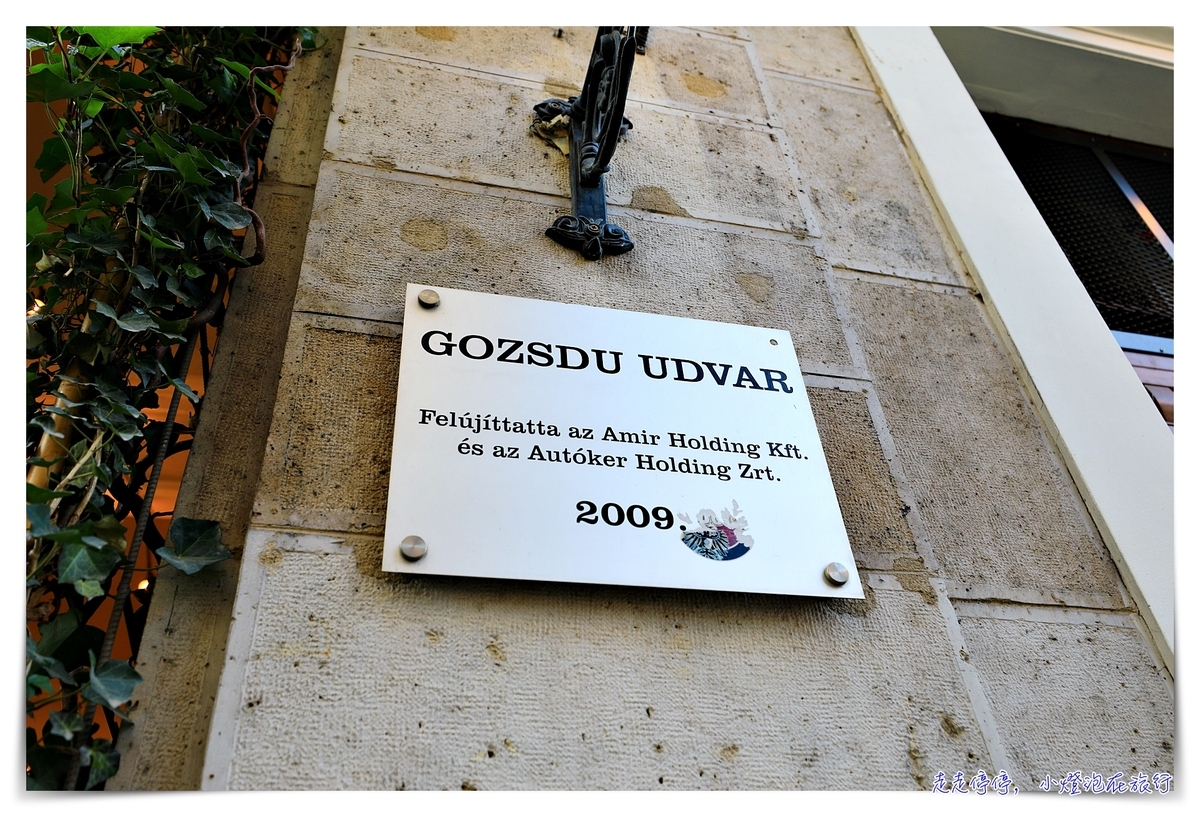 GOZSDU UDVAR
Felújíttatta az Amir Holding Kft.
és az Autóker Holding Zrt.
2009.
走走停停， 小燈泡在旅行